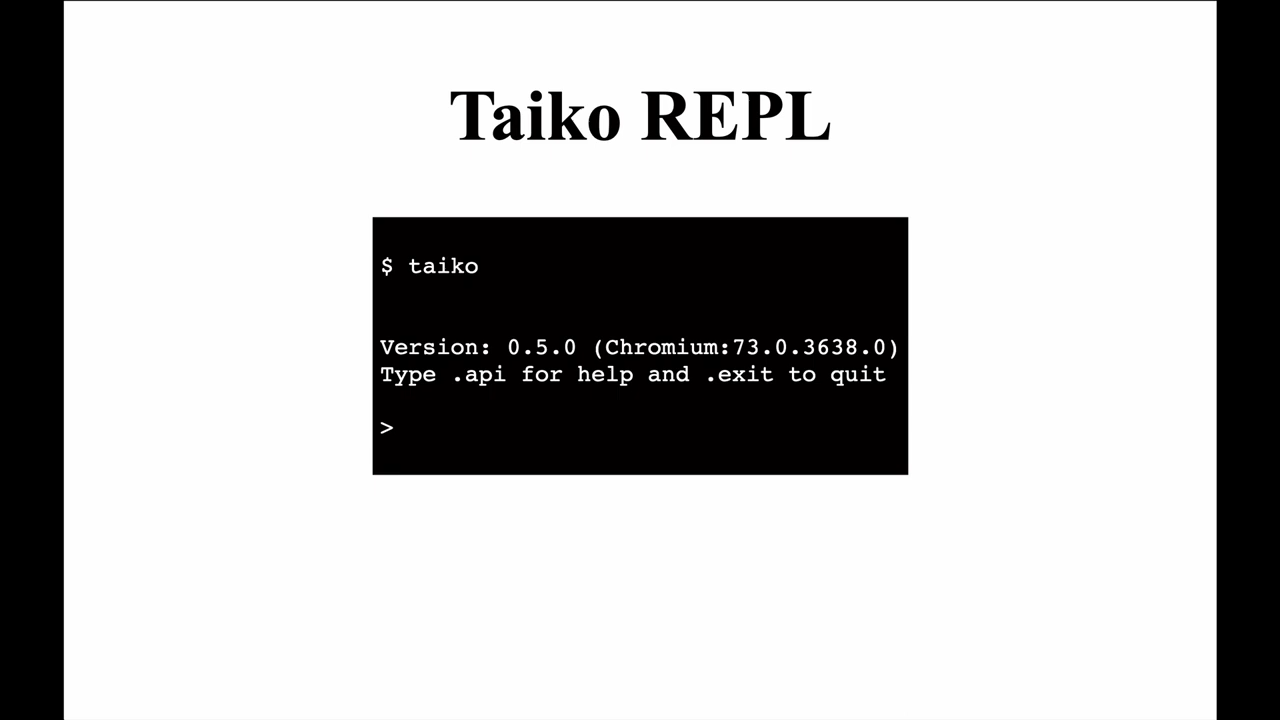 Taiko REPL
$ taiko
Version: 0.5.0 (Chromium:73.0.3638.0)
Type .api for help and .exit to quit
>